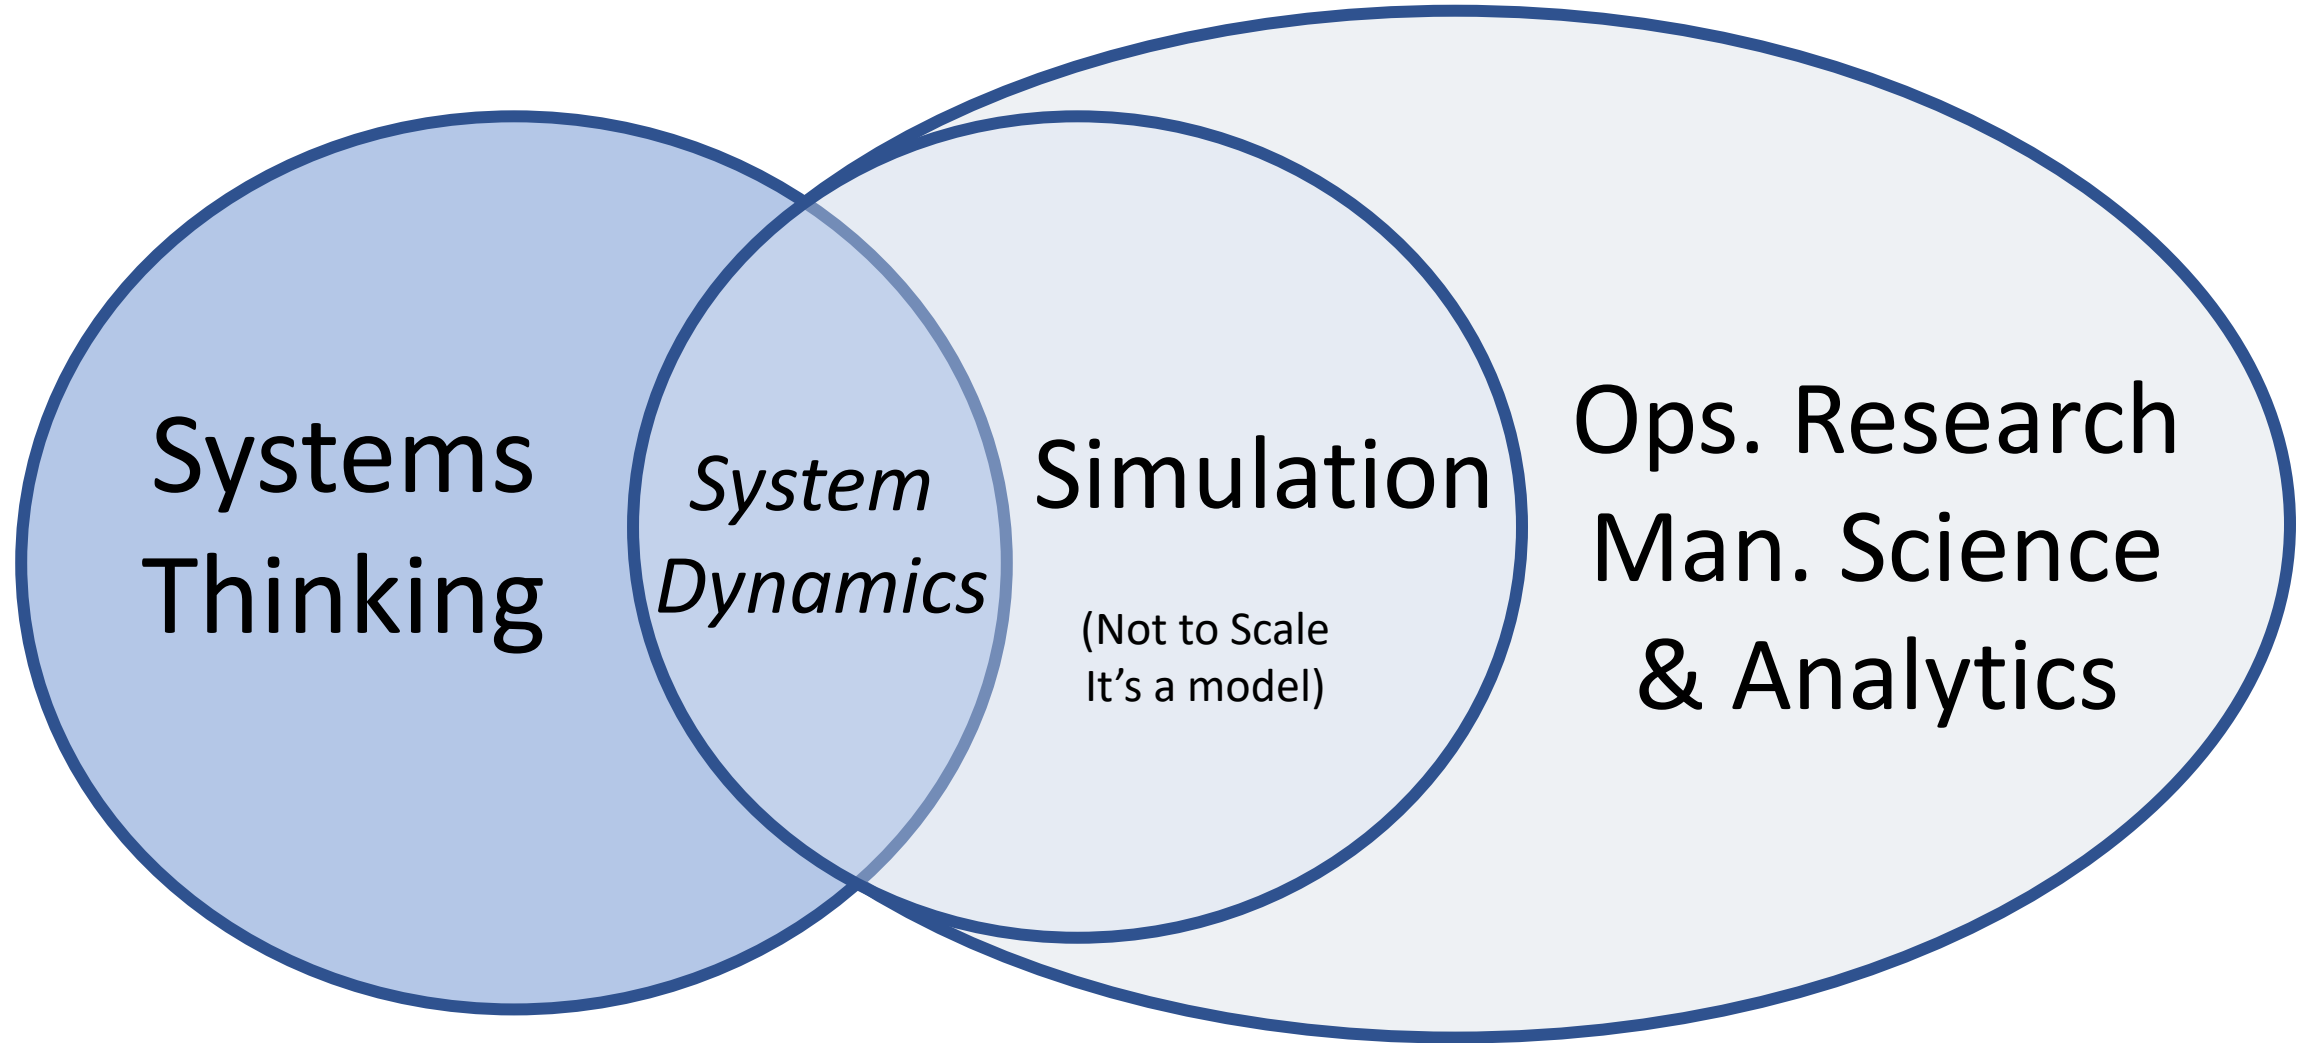 Systems
Thinking
System
Dynamics
Simulation
(Not to Scale
It's a model)
Ops. Research
Man. Science
& Analytics